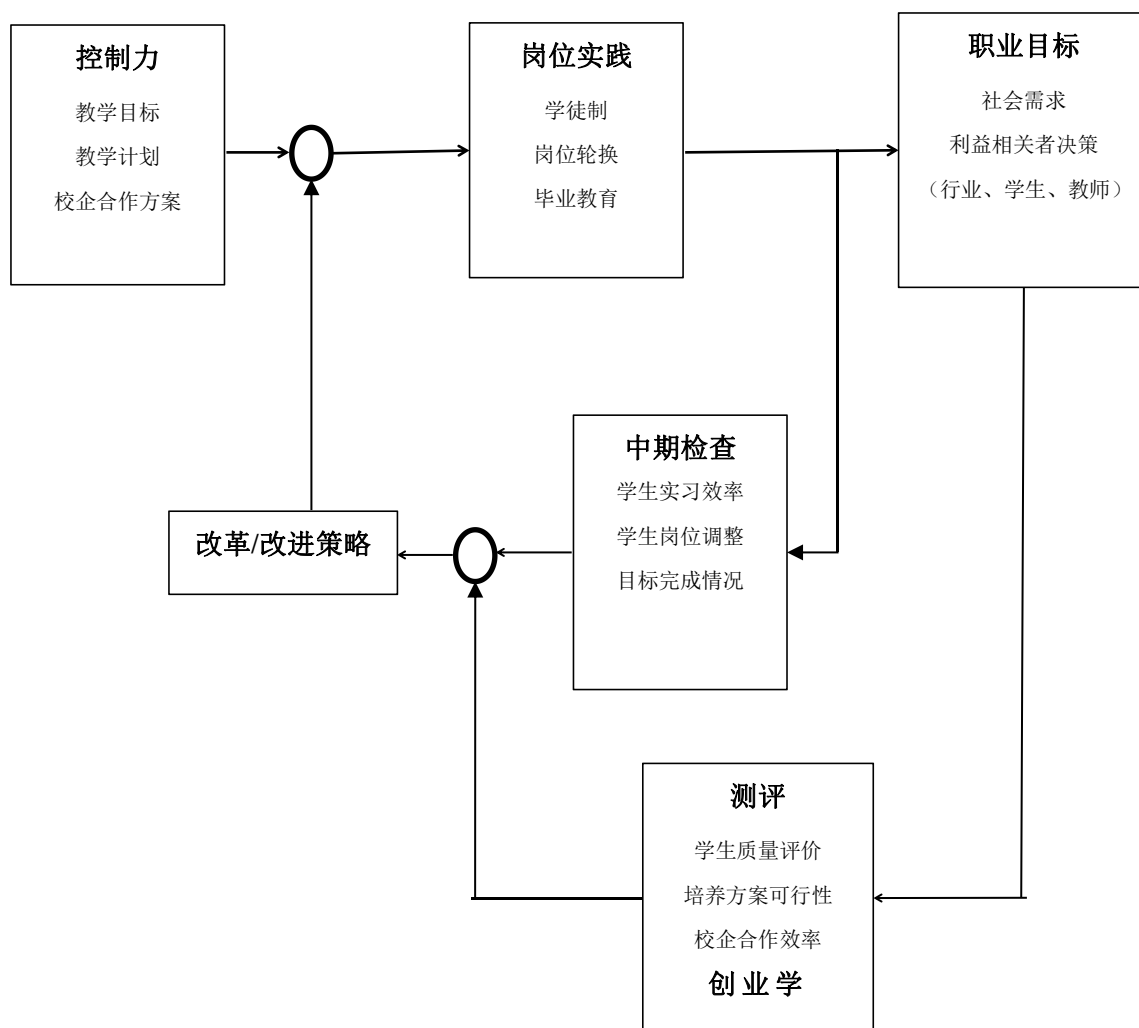 控制力
教学目标
教学计划
校企合作方案
岗位实践
学徒制
岗位轮换
毕业教育
职业目标
社会需求
利益相关者决策
（行业、学生、教师）
中期检查
学生实习效率
学生岗位调整
目标完成情况
改革/改进策略
测评
学生质量评价
培养方案可行性
校企合作效率
创 业 学